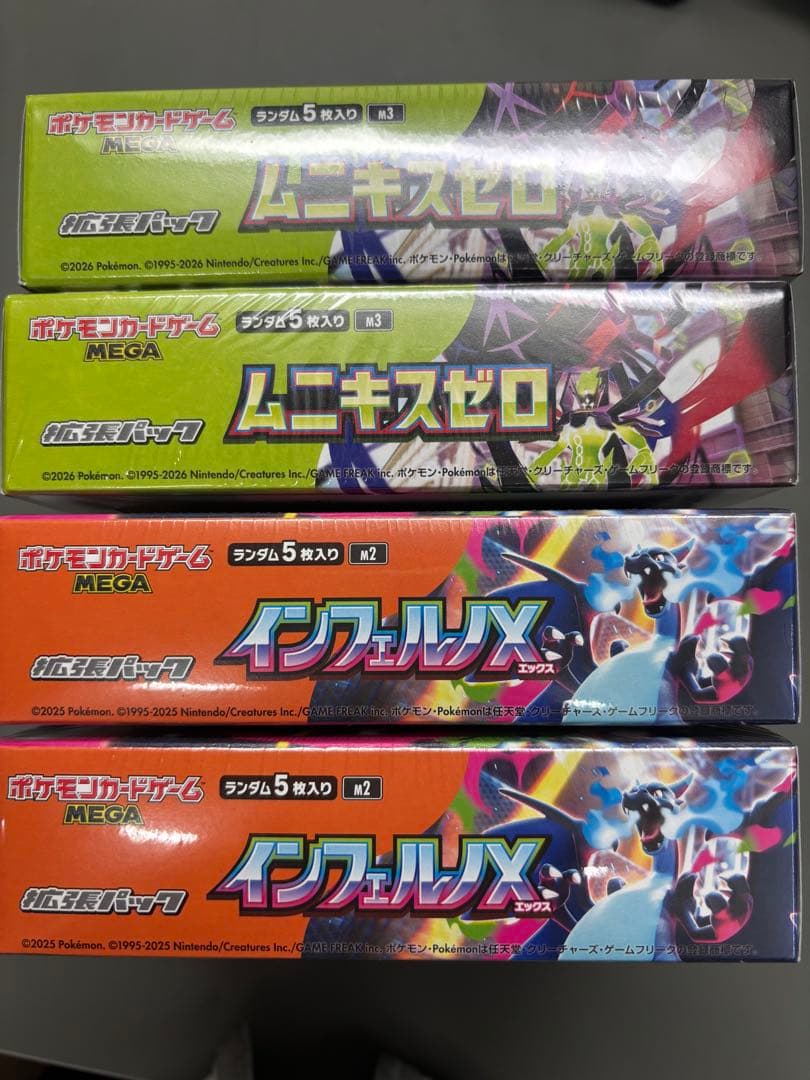 ポケモンカードゲーム
MEGA
ランダム5枚入り M3
ムニキスゼロ
拡張パック
©2026 Pokémon. ©1995-2026 Nintendo/Creatures Inc./GAME FREAK inc. ポケモン・Pokémonは任天堂・クリーチャーズ・ゲームフリークの登録商標です。
ポケモンカードゲーム
MEGA
ランダム5枚入り M3
ムニキスゼロ
拡張パック
©2026 Pokémon. ©1995-2026 Nintendo/Creatures Inc./GAME FREAK inc. ポケモン・Pokémonは任天堂・クリーチャーズ・ゲームフリークの登録商標です。
ポケモンカードゲーム
MEGA
ランダム5枚入り M2
インフェルノX
エックス
拡張パック
©2025 Pokémon. ©1995-2025 Nintendo/Creatures Inc./GAME FREAK inc. ポケモン・Pokémonは任天堂・クリーチャーズ・ゲームフリークの登録商標です。
ポケモンカードゲーム
MEGA
ランダム5枚入り M2
インフェルノX
エックス
拡張パック
©2025 Pokémon. ©1995-2025 Nintendo/Creatures Inc./GAME FREAK inc. ポケモン・Pokémonは任天堂・クリーチャーズ・ゲームフリークの登録商標です。